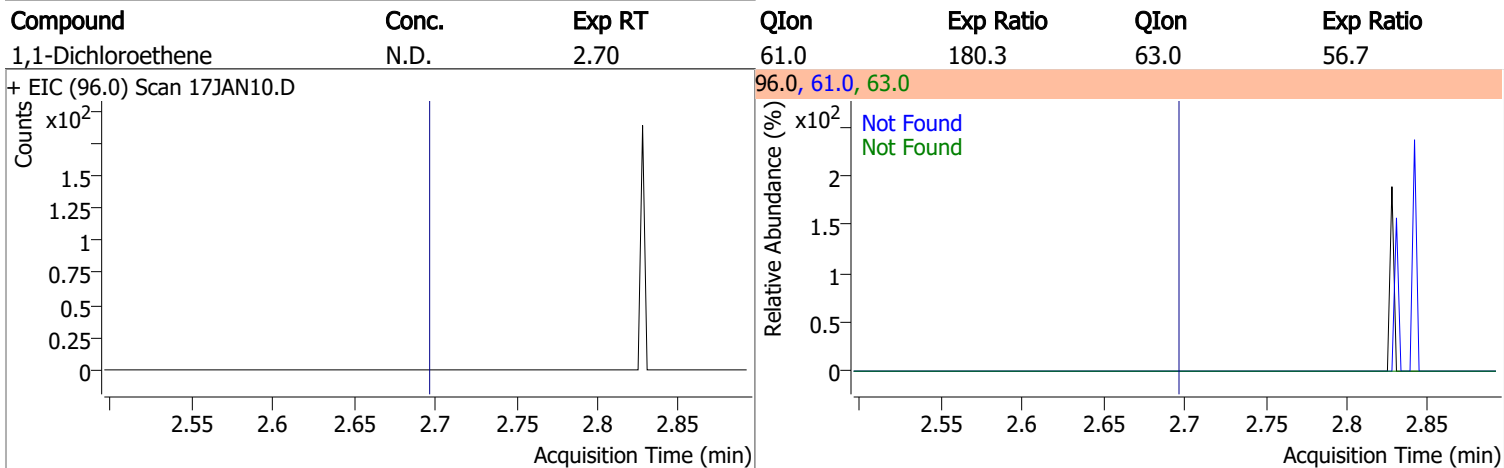 Compound Conc. Exp RT QIon Exp Ratio QIon Exp Ratio
1,1-Dichloroethene N.D. 2.70 61.0 180.3 63.0 56.7
+ EIC (96.0) Scan 17JAN10.D
Counts
x10²
1.5
1.25
1
0.75
0.5
0.25
0
2.55 2.6 2.65 2.7 2.75 2.8 2.85
Acquisition Time (min)
96.0, 61.0, 63.0
Relative Abundance (%)
x10²
Not Found
Not Found
2
1.5
1
0.5
0
2.55 2.6 2.65 2.7 2.75 2.8 2.85
Acquisition Time (min)